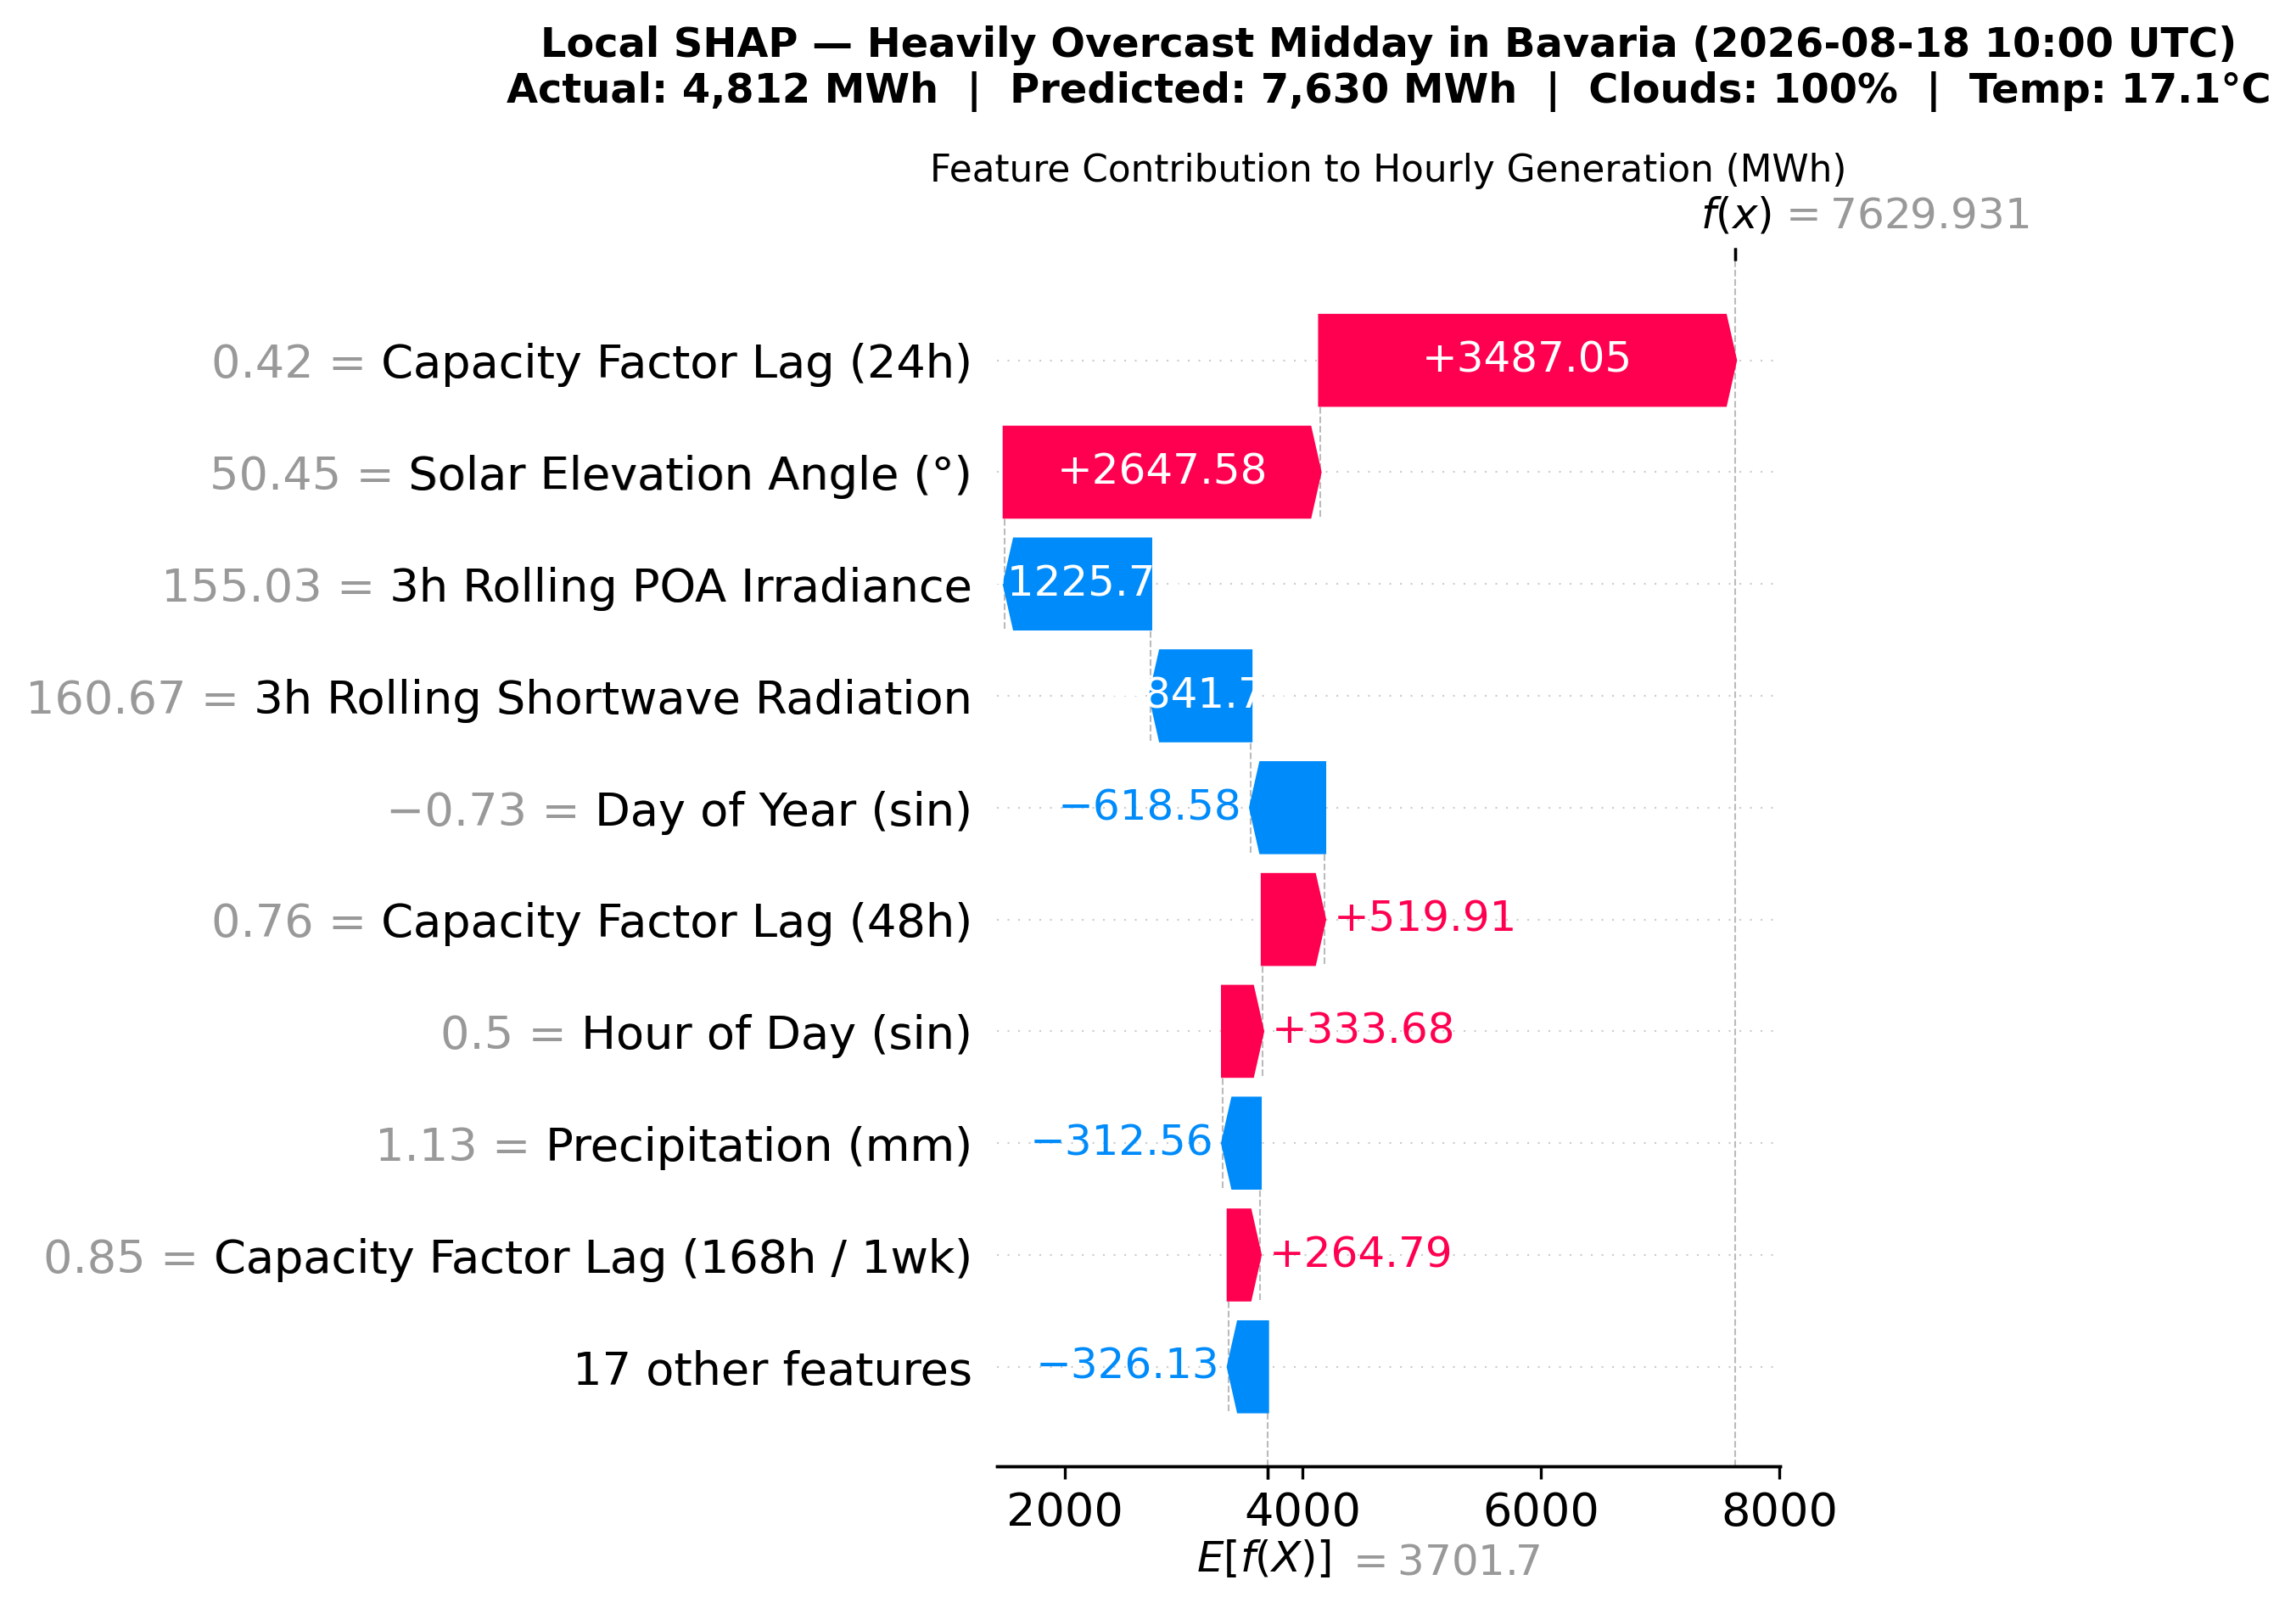 Local SHAP — Heavily Overcast Midday in Bavaria (2026-08-18 10:00 UTC)
Actual: 4,812 MWh | Predicted: 7,630 MWh | Clouds: 100% | Temp: 17.1°C
Feature Contribution to Hourly Generation (MWh)
f(x) = 7629.931
0.42 = Capacity Factor Lag (24h) +3487.05
50.45 = Solar Elevation Angle (°) +2647.58
155.03 = 3h Rolling POA Irradiance 1225.7
160.67 = 3h Rolling Shortwave Radiation 841.7
−0.73 = Day of Year (sin) −618.58
0.76 = Capacity Factor Lag (48h) +519.91
0.5 = Hour of Day (sin) +333.68
1.13 = Precipitation (mm) −312.56
0.85 = Capacity Factor Lag (168h / 1wk) +264.79
17 other features −326.13
2000 4000 6000 8000
E[f(X)] = 3701.7